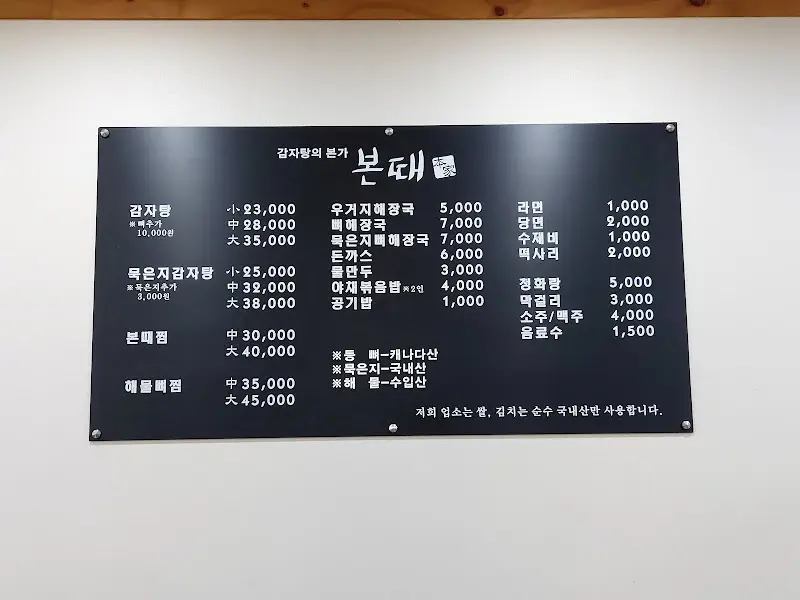 감자탕의 본가 본때 本家
감자탕 小 23,000
※뼈추가 中 28,000
10,000원
大 35,000
묵은지감자탕 小 25,000
※묵은지추가 中 32,000
3,000원
大 38,000
본때찜 中 30,000
大 40,000
해물뼈찜 中 35,000
大 45,000
우거지해장국 5,000
뼈해장국 7,000
묵은지뼈해장국 7,000
돈까스 6,000
물만두 3,000
야채볶음밥※2인 4,000
공기밥 1,000
※등 뼈-캐나다산
※묵은지-국내산
※해 물-수입산
라면 1,000
당면 2,000
수제비 1,000
떡사리 2,000
청화탕 5,000
막걸리 3,000
소주/맥주 4,000
음료수 1,500
저희 업소는 쌀, 김치는 순수 국내산만 사용합니다.